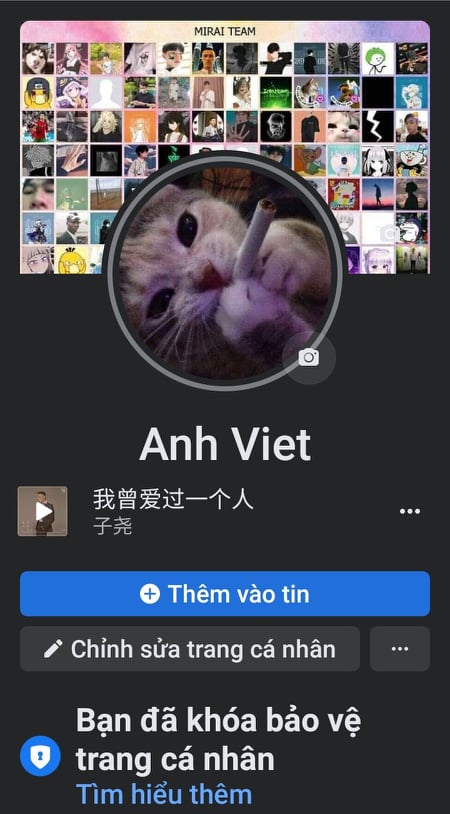 MIRAI TEAM
Anh Viet
我曾爱过一个人
子尧
Thêm vào tin
Chỉnh sửa trang cá nhân
Bạn đã khóa bảo vệ
trang cá nhân
Tìm hiểu thêm